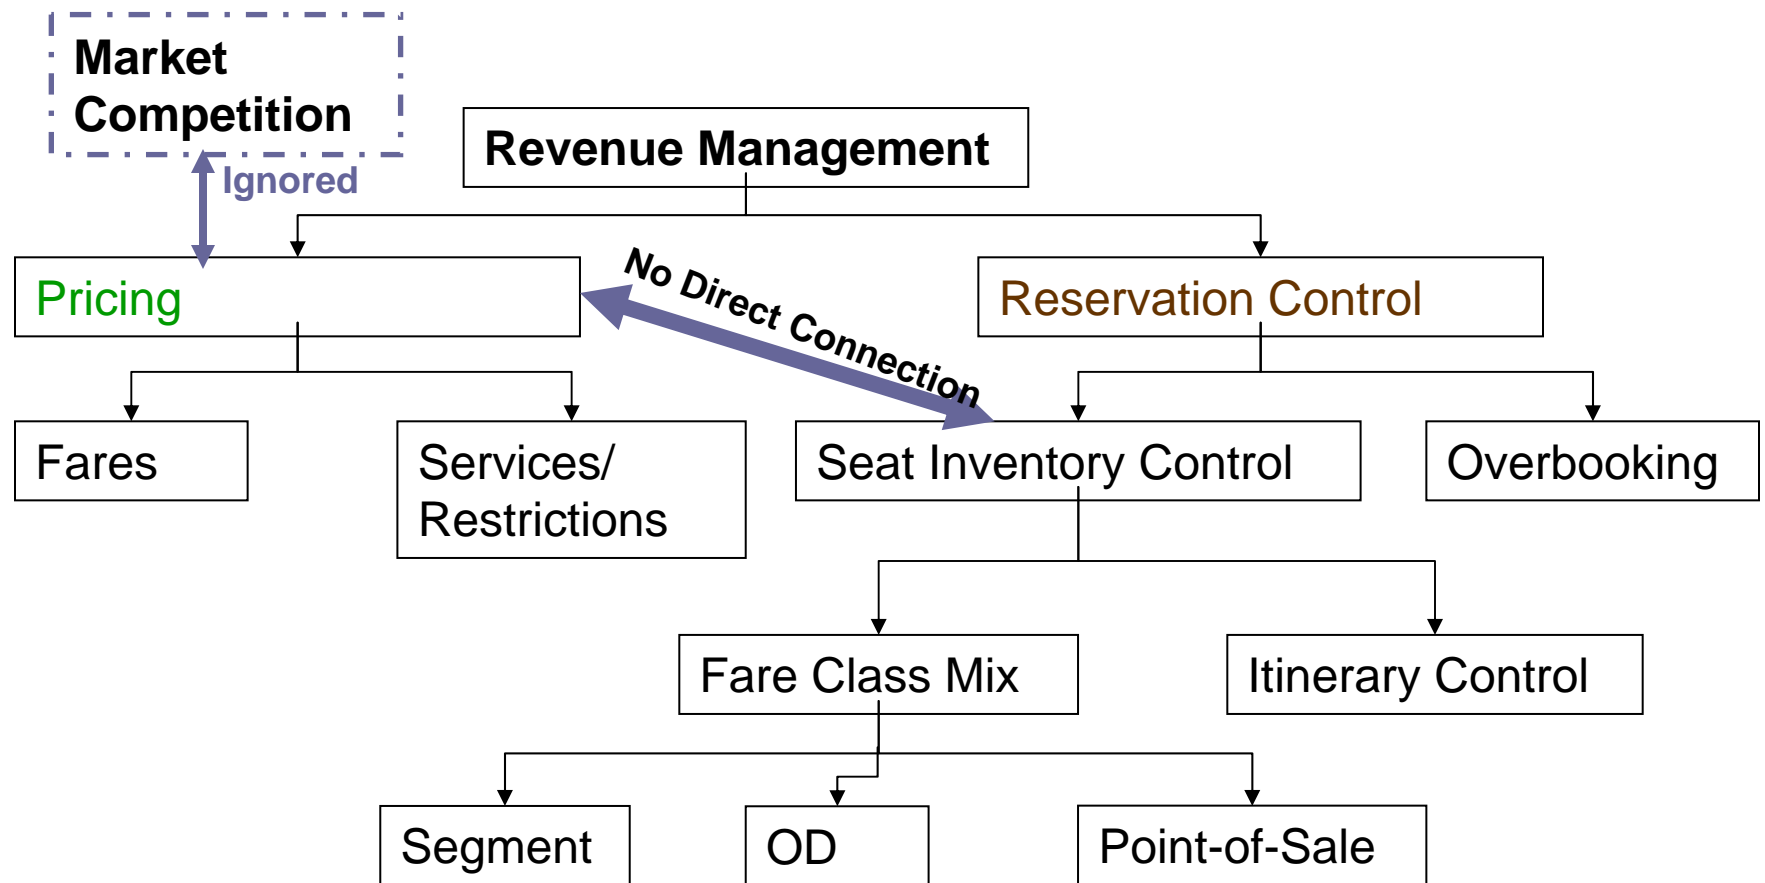 Market
Competition
Revenue Management
Ignored
No Direct Connection
Pricing
Reservation Control
Fares
Services/
Restrictions
Seat Inventory Control
Overbooking
Fare Class Mix
Itinerary Control
Segment
OD
Point-of-Sale